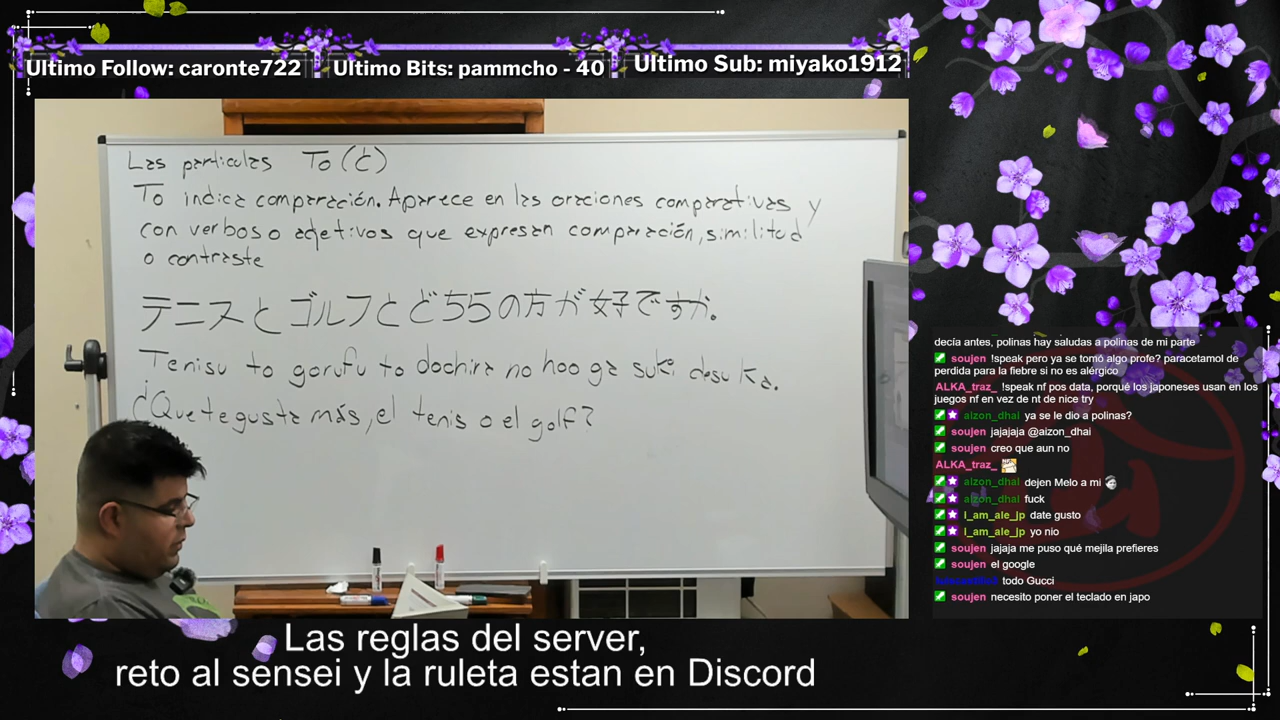 Ultimo Follow: caronte722
Ultimo Bits: pammcho - 40
Ultimo Sub: miyako1912
Las particulas To (と)
To indica comparación. Aparece en las oraciones comparativas y
con verbos o adjetivos que expresan comparación, similitud
o contraste
テニスとゴルフとどちらの方が好ですか。
Tenisu to gorufu to dochira no hoo ga suki desu ka.
¿Que te gusta más, el tenis o el golf?
decía antes, polinas hay saludas a polinas de mi parte
soujen !speak pero ya se tomó algo profe? paracetamol de
perdida para la fiebre si no es alérgico
ALKA_traz_ !speak nf pos data, porqué los japoneses usan en los
juegos nf en vez de nt de nice try
aizon_dhai ya se le dio a polinas?
soujen jajajaja @aizon_dhai
soujen creo que aun no
ALKA_traz_
aizon_dhai dejen Melo a mi
aizon_dhai fuck
i_am_ale_jp date gusto
i_am_ale_jp yo nio
soujen jajaja me puso qué mejila prefieres
soujen el google
todo Gucci
soujen necesito poner el teclado en japo
Las reglas del server,
reto al sensei y la ruleta estan en Discord